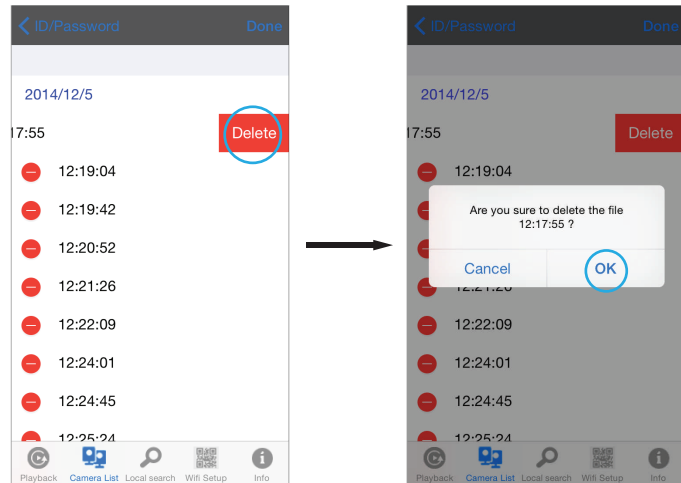 ID/Password Done
2014/12/5
17:55 Delete
12:19:04
12:19:42
12:20:52
12:21:26
12:22:09
12:24:01
12:24:45
12:25:24
Playback Camera List Local search Wifi Setup Info
ID/Password Done
2014/12/5
17:55 Delete
12:19:04
Are you sure to delete the file
12:17:55 ?
Cancel OK
12:21:26
12:22:09
12:24:01
12:24:45
12:25:24
Playback Camera List Local search Wifi Setup Info